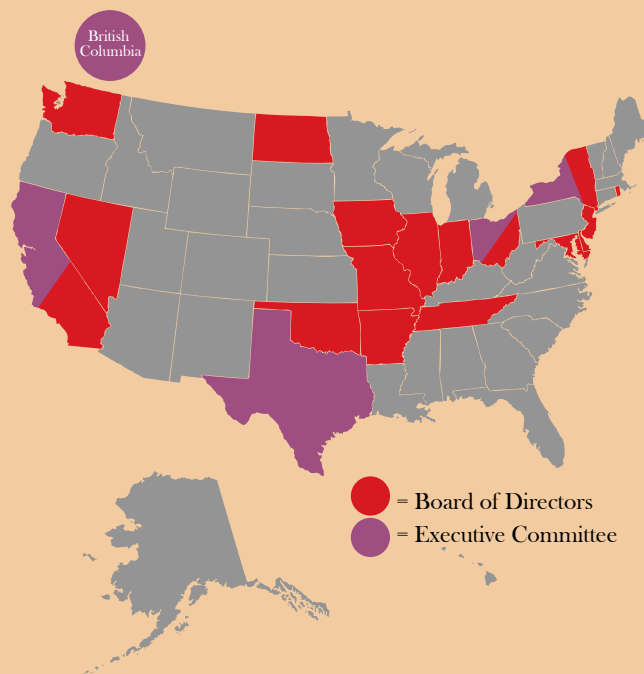 British
Columbia
= Board of Directors
= Executive Committee